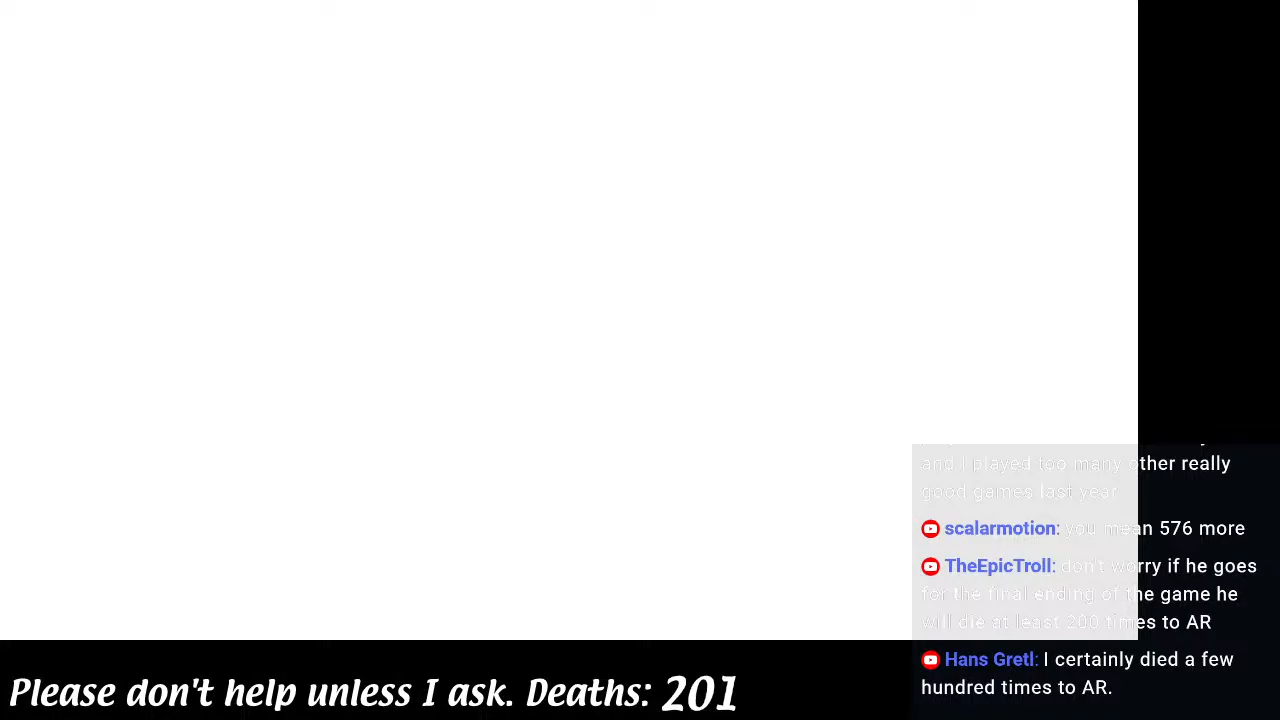 and I played too many other really
good games last year
scalarmotion: you mean 576 more
TheEpicTroll: don't worry if he goes
for the final ending of the game he
will die at least 200 times to AR
Hans Gretl: I certainly died a few
hundred times to AR.
Please don't help unless I ask. Deaths: 201